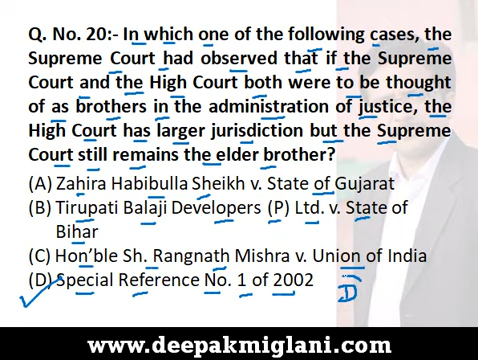 Q. No. 20:- In which one of the following cases, the
Supreme Court had observed that if the Supreme
Court and the High Court both were to be thought
of as brothers in the administration of justice, the
High Court has larger jurisdiction but the Supreme
Court still remains the elder brother?
(A) Zahira Habibulla Sheikh v. State of Gujarat
(B) Tirupati Balaji Developers (P) Ltd. v. State of
Bihar
(C) Hon’ble Sh. Rangnath Mishra v. Union of India
(D) Special Reference No. 1 of 2002
www.deepakmiglani.com